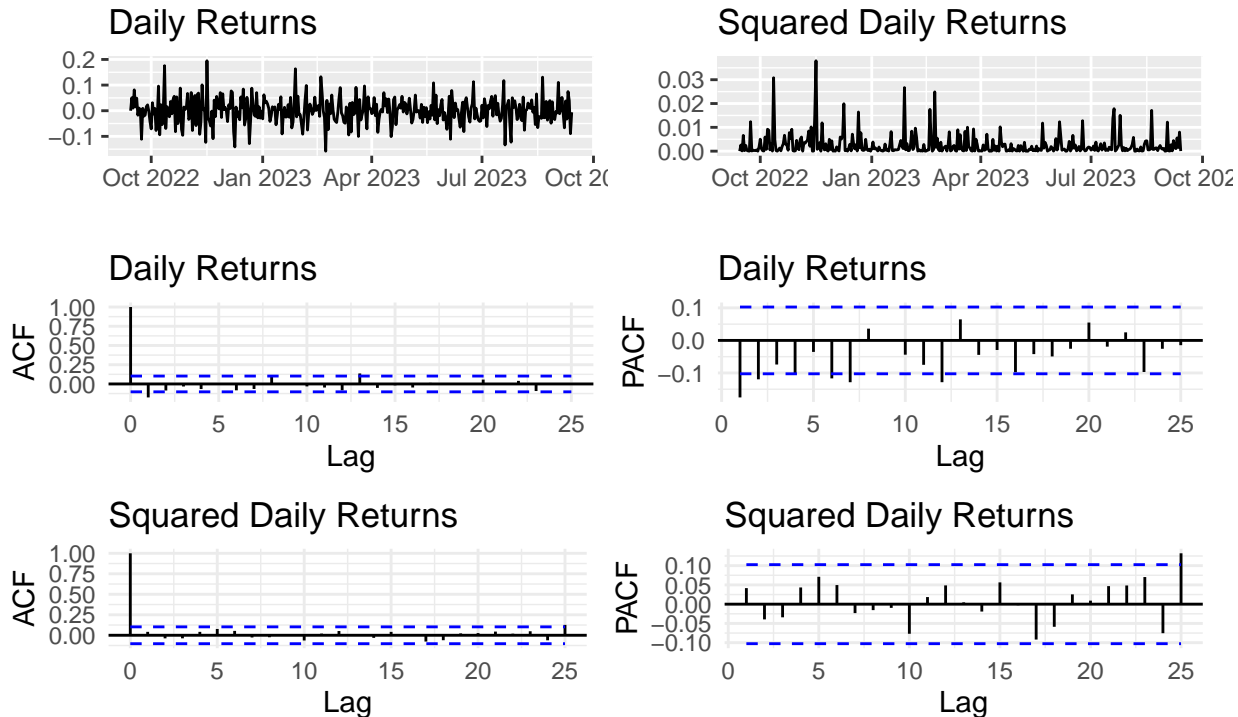 Daily Returns
0.2
0.1
0.0
−0.1
Oct 2022 Jan 2023 Apr 2023 Jul 2023 Oct 20
Squared Daily Returns
0.03
0.02
0.01
0.00
Oct 2022 Jan 2023 Apr 2023 Jul 2023 Oct 202
Daily Returns
ACF
1.00
0.75
0.50
0.25
0.00
0 5 10 15 20 25
Lag
Daily Returns
PACF
0.1
0.0
−0.1
0 5 10 15 20 25
Lag
Squared Daily Returns
ACF
1.00
0.75
0.50
0.25
0.00
0 5 10 15 20 25
Lag
Squared Daily Returns
PACF
0.10
0.05
0.00
−0.05
−0.10
0 5 10 15 20 25
Lag